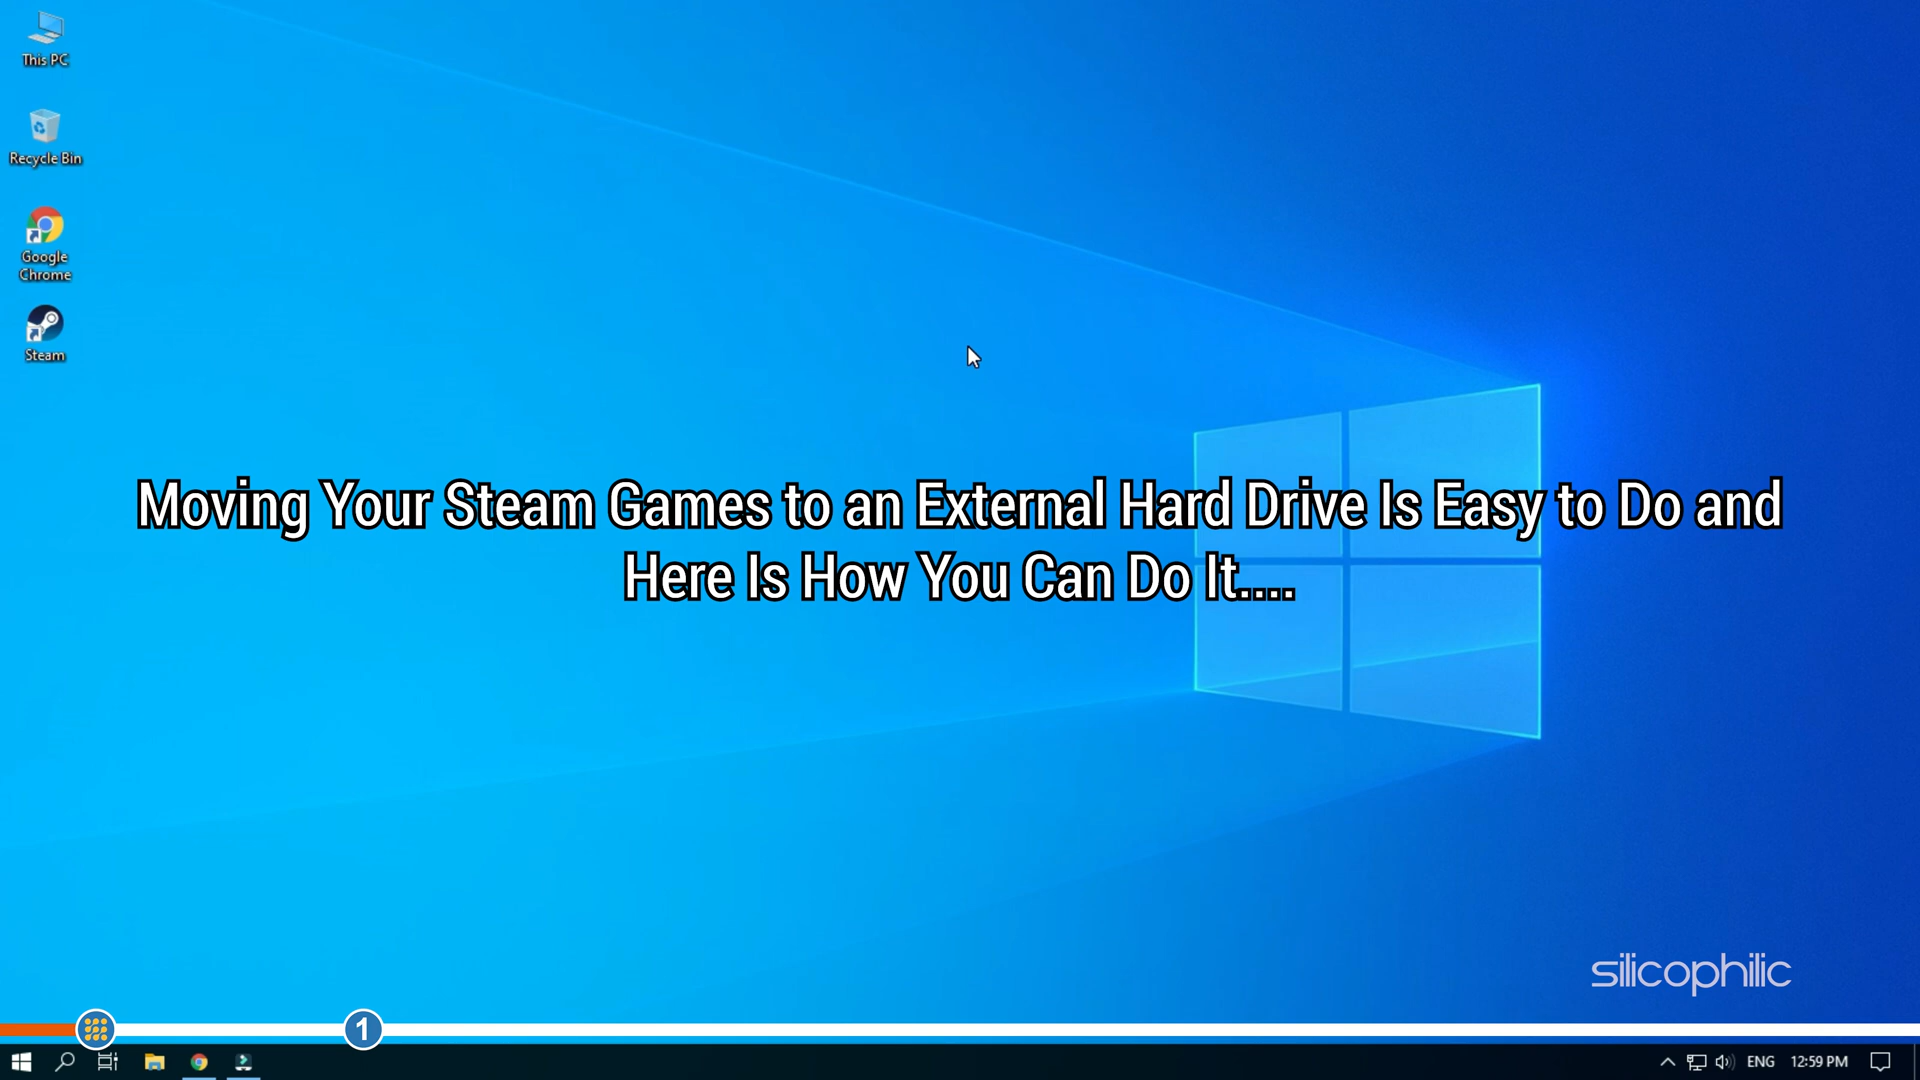 This PC
Recycle Bin
Google
Chrome
Steam
Moving Your Steam Games to an External Hard Drive Is Easy to Do and
Here Is How You Can Do It....
silicophilic
1
ENG 12:59 PM